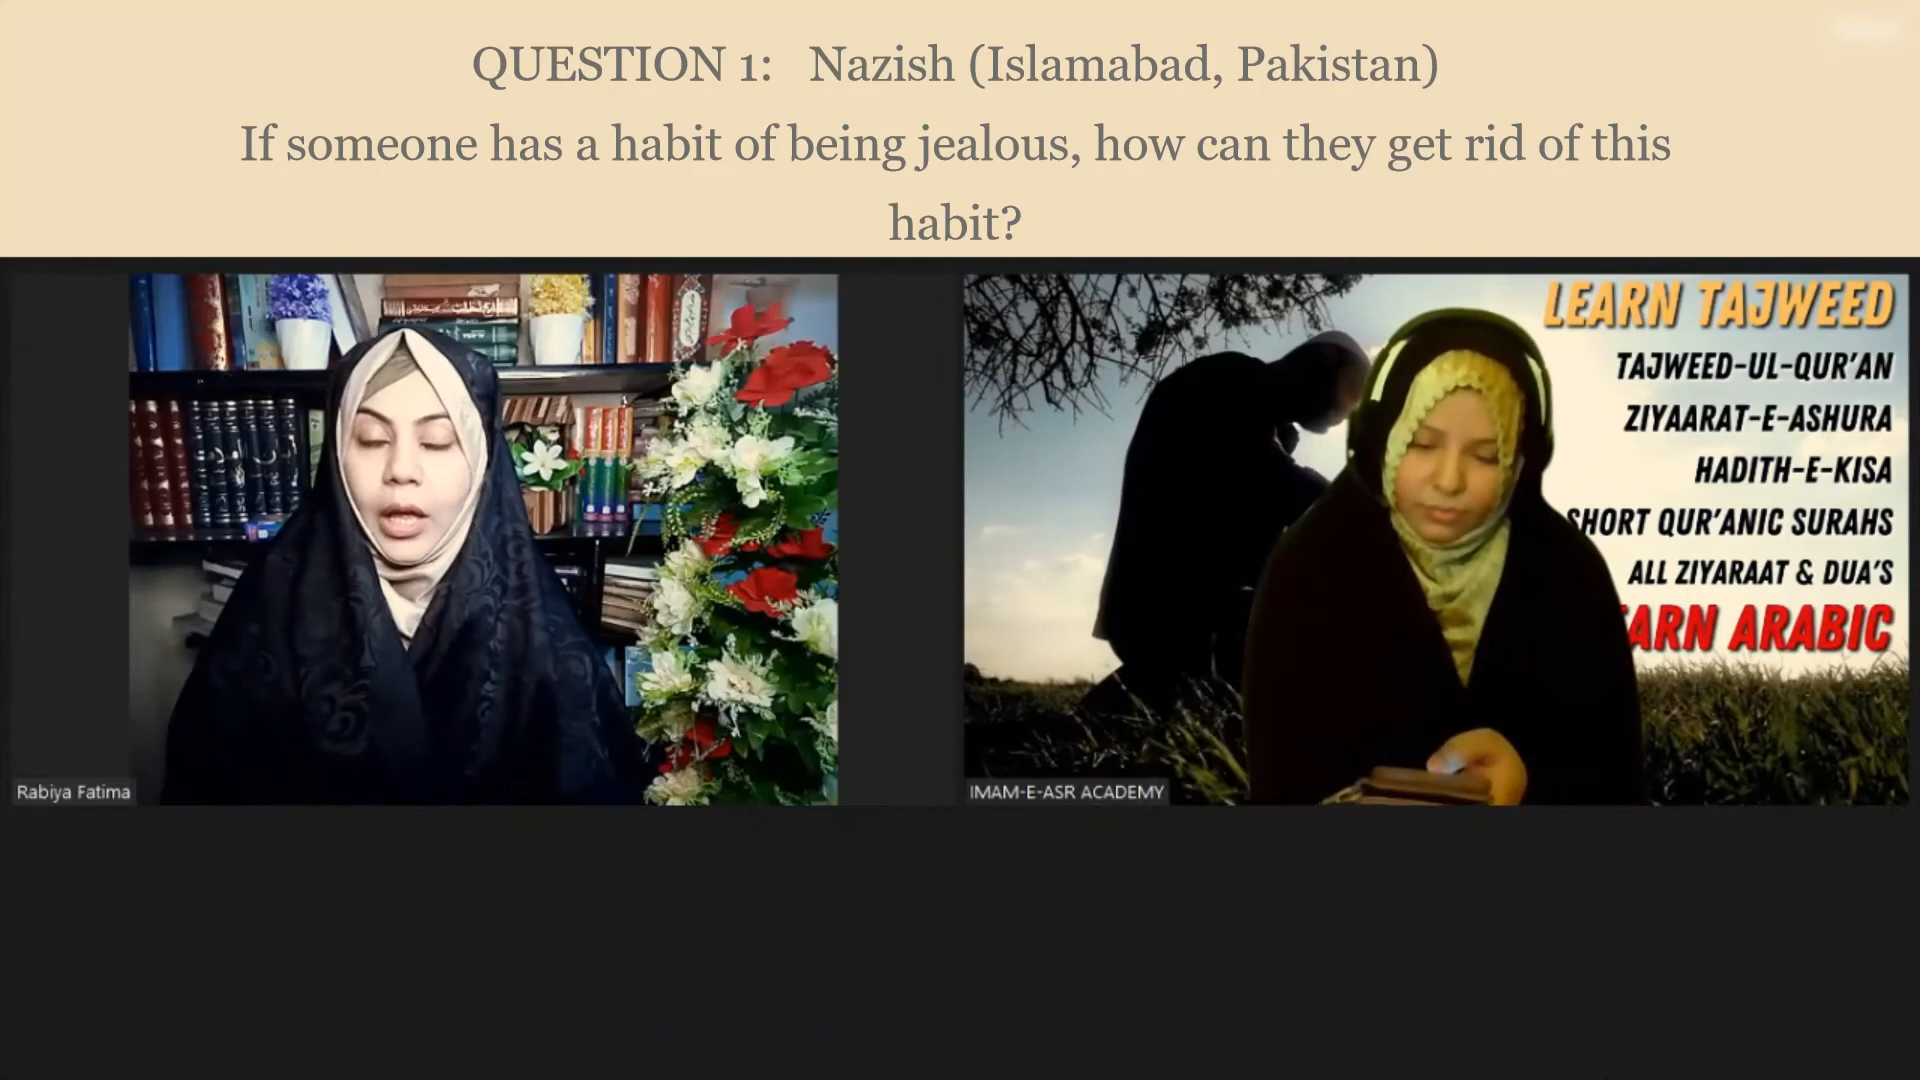 QUESTION 1: Nazish (Islamabad, Pakistan)
If someone has a habit of being jealous, how can they get rid of this
habit?
LEARN TAJWEED
TAJWEED-UL-QUR'AN
ZIYAARAT-E-ASHURA
HADITH-E-KISA
SHORT QUR'ANIC SURAHS
ALL ZIYARAAT & DUA'S
ARN ARABIC
Rabiya Fatima
IMAM-E-ASR ACADEMY